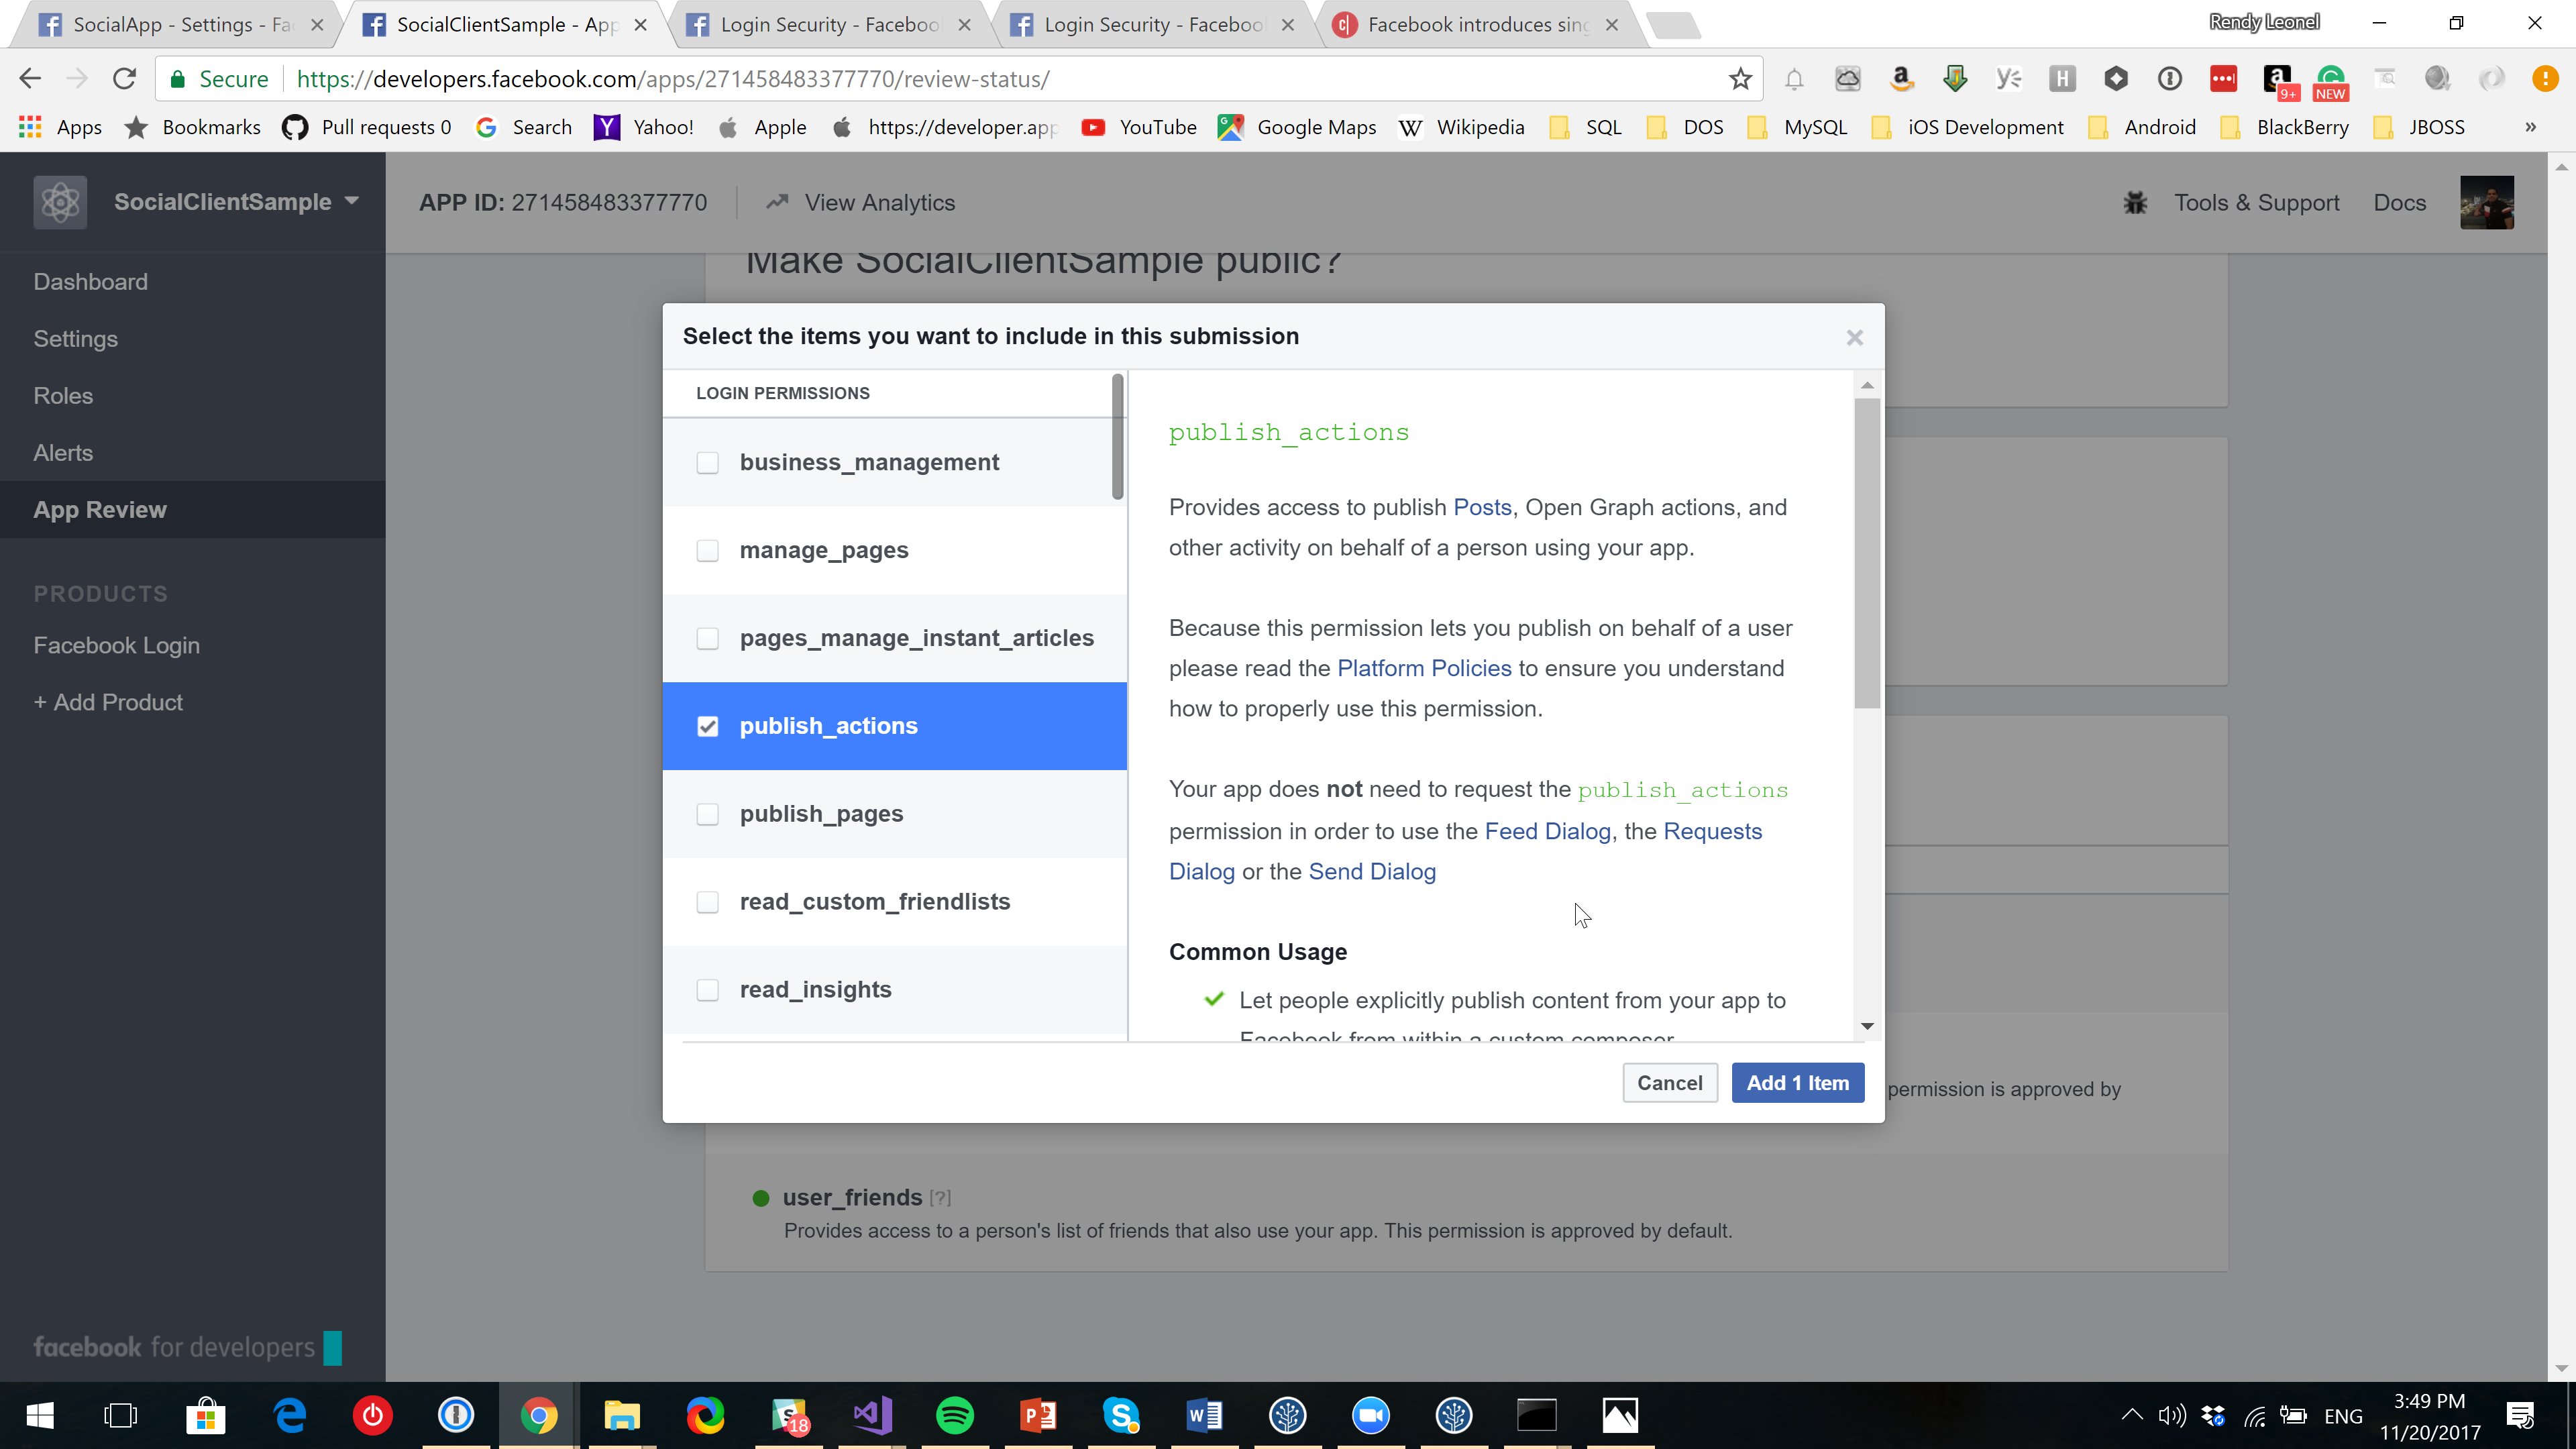 SocialApp - Settings - Fa
SocialClientSample - App
Login Security - Facebool
Login Security - Facebool
Facebook introduces sing
Rendy Leonel
Secure
https://developers.facebook.com/apps/271458483377770/review-status/
9+
NEW
Apps
Bookmarks
Pull requests 0
Search
Yahoo!
Apple
https://developer.app
YouTube
Google Maps
Wikipedia
SQL
DOS
MySQL
iOS Development
Android
BlackBerry
JBOSS
»
SocialClientSample
APP ID: 271458483377770
View Analytics
Tools & Support
Docs
Dashboard
Settings
Roles
Alerts
App Review
PRODUCTS
Facebook Login
+ Add Product
facebook for developers
Make SocialClientSample public?
Select the items you want to include in this submission
LOGIN PERMISSIONS
business_management
manage_pages
pages_manage_instant_articles
publish_actions
publish_pages
read_custom_friendlists
read_insights
publish_actions
Provides access to publish Posts, Open Graph actions, and
other activity on behalf of a person using your app.
Because this permission lets you publish on behalf of a user
please read the Platform Policies to ensure you understand
how to properly use this permission.
Your app does not need to request the publish_actions
permission in order to use the Feed Dialog, the Requests
Dialog or the Send Dialog
Common Usage
Let people explicitly publish content from your app to
Facebook from within a custom composer
Cancel
Add 1 Item
permission is approved by
user_friends [?]
Provides access to a person's list of friends that also use your app. This permission is approved by default.
18
ENG
3:49 PM
11/20/2017